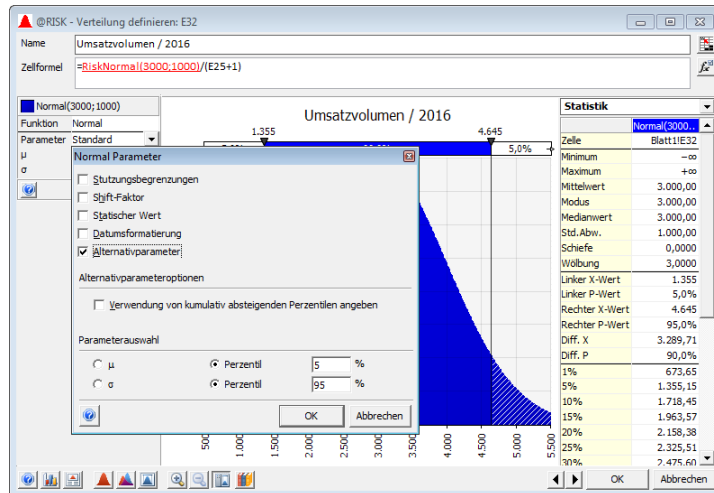 @RISK - Verteilung definieren: E32
Name Umsatzvolumen / 2016
Zellformel =RiskNormal(3000;1000)/(E25+1)
Normal(3000;1000)
Funktion Normal
Parameter Standard
μ
σ
Umsatzvolumen / 2016
1.355 4.645
5,0%
Normal Parameter
Stutzungsbegrenzungen
Shift-Faktor
Statischer Wert
Datumsformatierung
Alternativparameter
Alternativparameteroptionen
Verwendung von kumulativ absteigenden Perzentilen angeben
Parameterauswahl
μ Perzentil 5 %
σ Perzentil 95 %
OK Abbrechen
500 1.000 1.500 2.000 2.500 3.000 3.500 4.000 4.500 5.000 5.500
Statistik
Normal(3000..
Zelle Blatt1!E32
Minimum −∞
Maximum +∞
Mittelwert 3.000,00
Modus 3.000,00
Medianwert 3.000,00
Std.Abw. 1.000,00
Schiefe 0,0000
Wölbung 3,0000
Linker X-Wert 1.355
Linker P-Wert 5,0%
Rechter X-Wert 4.645
Rechter P-Wert 95,0%
Diff. X 3.289,71
Diff. P 90,0%
1% 673,65
5% 1.355,15
10% 1.718,45
15% 1.963,57
20% 2.158,38
25% 2.325,51
30% 2.475,60
OK Abbrechen